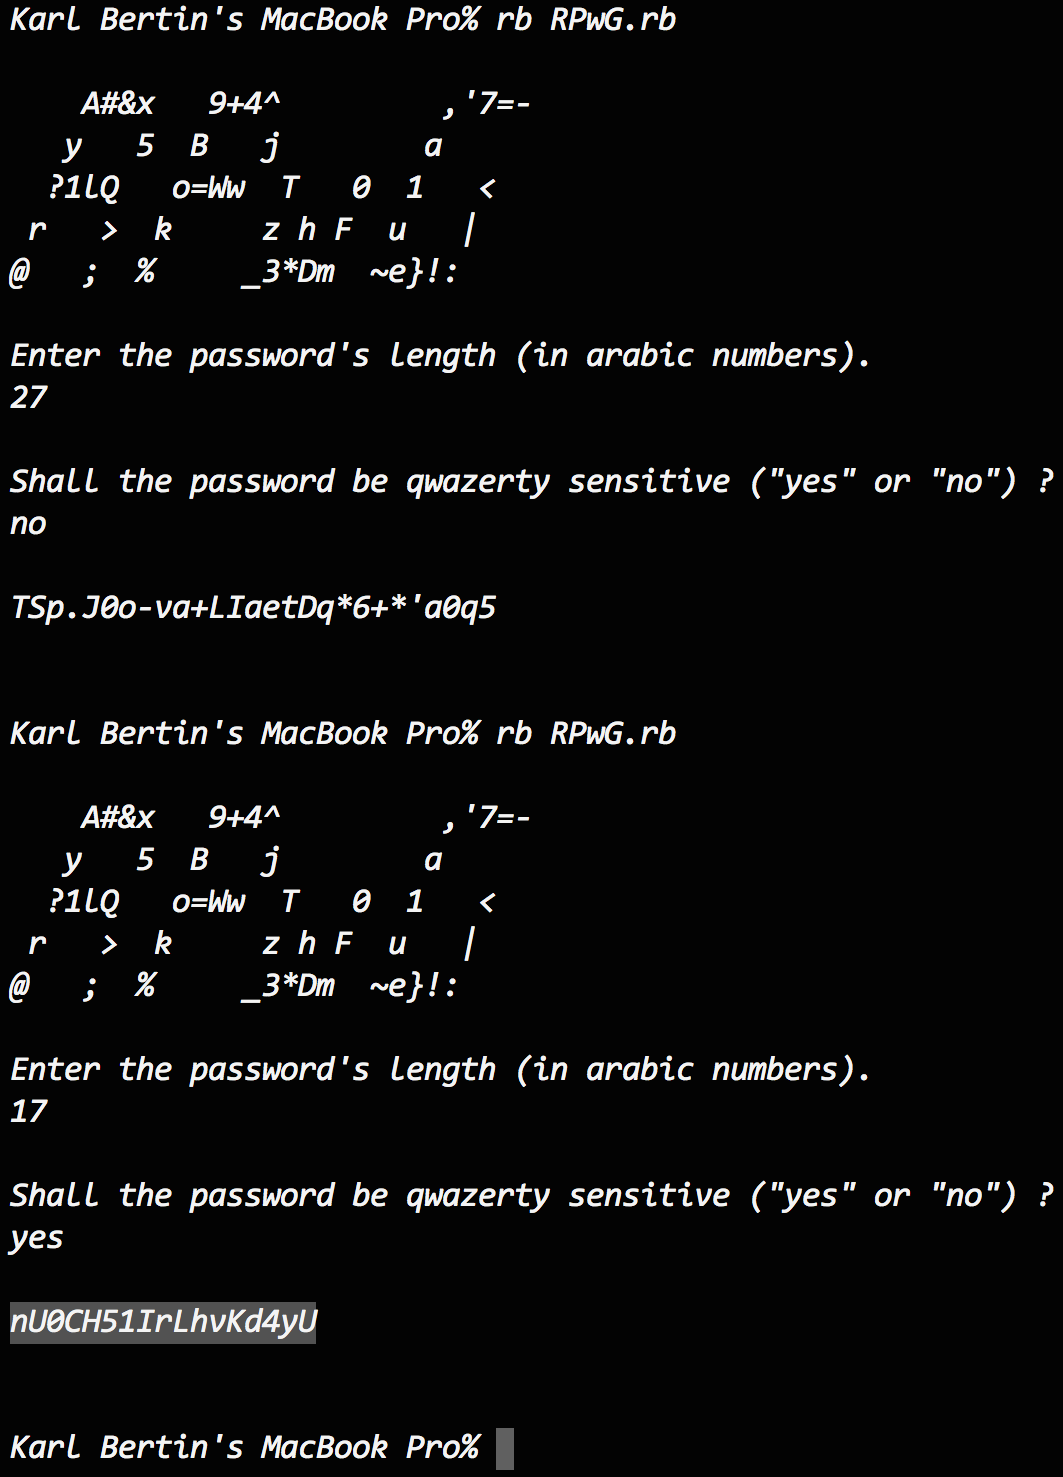 Karl Bertin's MacBook Pro% rb RPwG.rb
    A#&x   9+4^         ,'7=-
   y   5  B   j        a
  ?1lQ   o=Ww  T   0  1   <
 r   >  k     z h F  u   |
@   ;  %     _3*Dm  ~e}!:
Enter the password's length (in arabic numbers).
27
Shall the password be qwazerty sensitive ("yes" or "no") ?
no
TSp.J0o-va+LIaetDq*6+*'a0q5
Karl Bertin's MacBook Pro% rb RPwG.rb
    A#&x   9+4^         ,'7=-
   y   5  B   j        a
  ?1lQ   o=Ww  T   0  1   <
 r   >  k     z h F  u   |
@   ;  %     _3*Dm  ~e}!:
Enter the password's length (in arabic numbers).
17
Shall the password be qwazerty sensitive ("yes" or "no") ?
yes
nU0CH51IrLhvKd4yU
Karl Bertin's MacBook Pro%